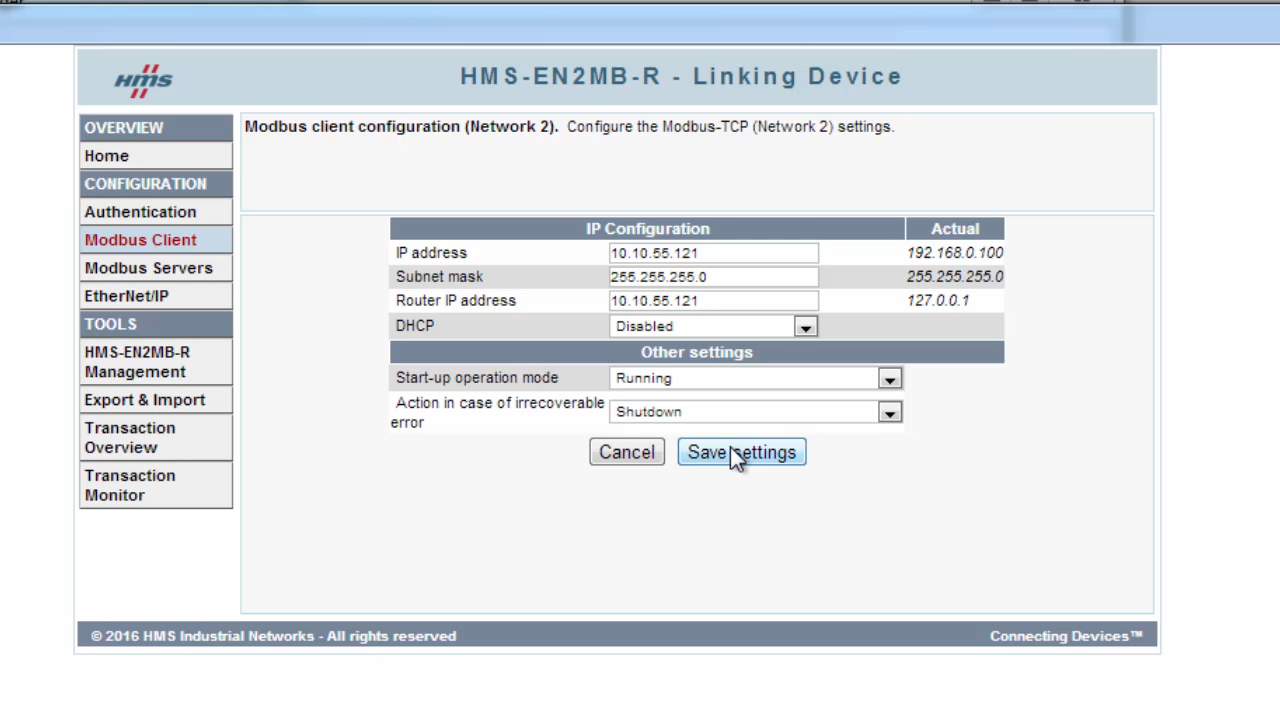 HMS
HMS-EN2MB-R - Linking Device
OVERVIEW
Home
CONFIGURATION
Authentication
Modbus Client
Modbus Servers
EtherNet/IP
TOOLS
HMS-EN2MB-R
Management
Export & Import
Transaction
Overview
Transaction
Monitor
Modbus client configuration (Network 2). Configure the Modbus-TCP (Network 2) settings.
IP Configuration Actual
IP address 10.10.55.121 192.168.0.100
Subnet mask 255.255.255.0 255.255.255.0
Router IP address 10.10.55.121 127.0.0.1
DHCP Disabled
Other settings
Start-up operation mode Running
Action in case of irrecoverable
error Shutdown
Cancel Save settings
© 2016 HMS Industrial Networks - All rights reserved Connecting Devices™